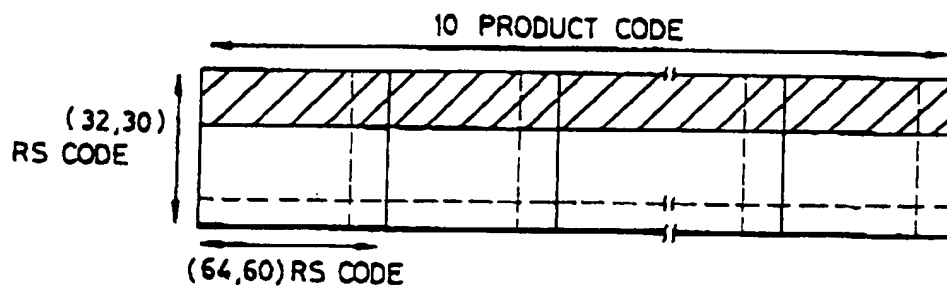 10 PRODUCT CODE
(32,30)
RS CODE
(64,60) RS CODE